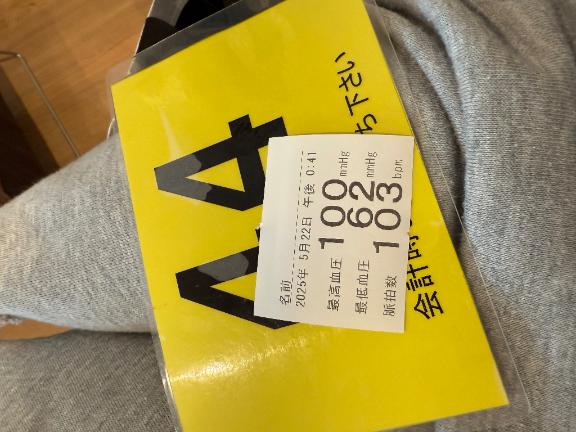 名前
2025年 5月22日 午後 0:41
最高血圧 100 mmHg
最低血圧 62 mmHg
脈拍数 103 bpm
4
会計時
ち下さい